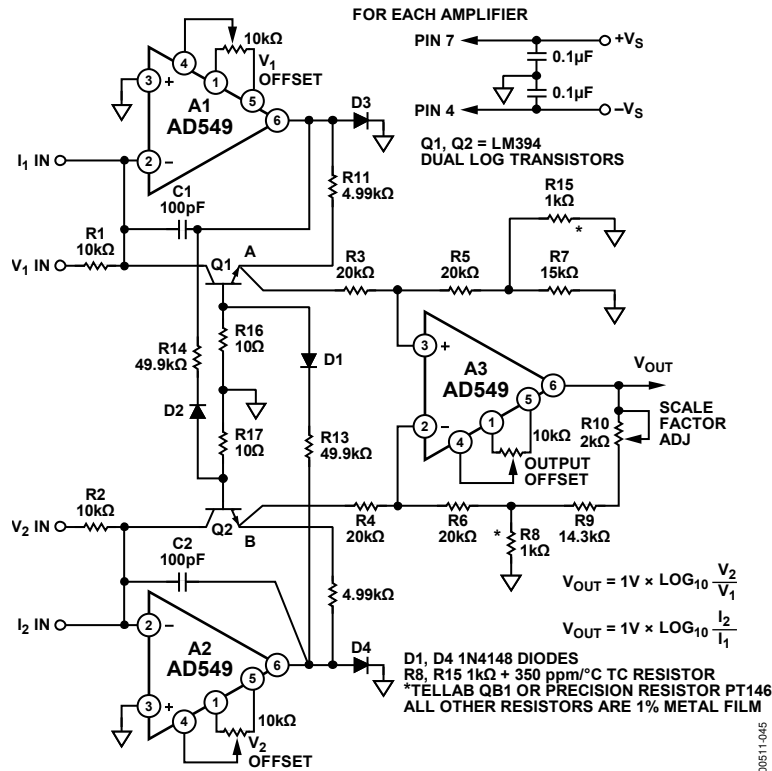 FOR EACH AMPLIFIER
PIN 7
+VS
0.1µF
0.1µF
PIN 4
–VS
Q1, Q2 = LM394
DUAL LOG TRANSISTORS
10kΩ
V1
OFFSET
4
1
5
3
+
A1
AD549
6
D3
I1 IN
2
–
C1
100pF
R11
4.99kΩ
R15
1kΩ
*
R1
10kΩ
V1 IN
Q1
A
R3
20kΩ
R5
20kΩ
R7
15kΩ
R14
49.9kΩ
R16
10Ω
D1
D2
R17
10Ω
R13
49.9kΩ
3
+
A3
AD549
6
VOUT
2
–
4
1
5
10kΩ
OUTPUT
OFFSET
R10
2kΩ
SCALE
FACTOR
ADJ
R2
10kΩ
V2 IN
Q2
B
R4
20kΩ
R6
20kΩ
R9
14.3kΩ
*
R8
1kΩ
C2
100pF
4.99kΩ
VOUT = 1V × LOG10 V2/V1
VOUT = 1V × LOG10 I2/I1
I2 IN
2
–
A2
AD549
6
D4
3
+
4
1
5
10kΩ
V2
OFFSET
D1, D4 1N4148 DIODES
R8, R15 1kΩ + 350 ppm/°C TC RESISTOR
*TELLAB QB1 OR PRECISION RESISTOR PT146
ALL OTHER RESISTORS ARE 1% METAL FILM
00511-045